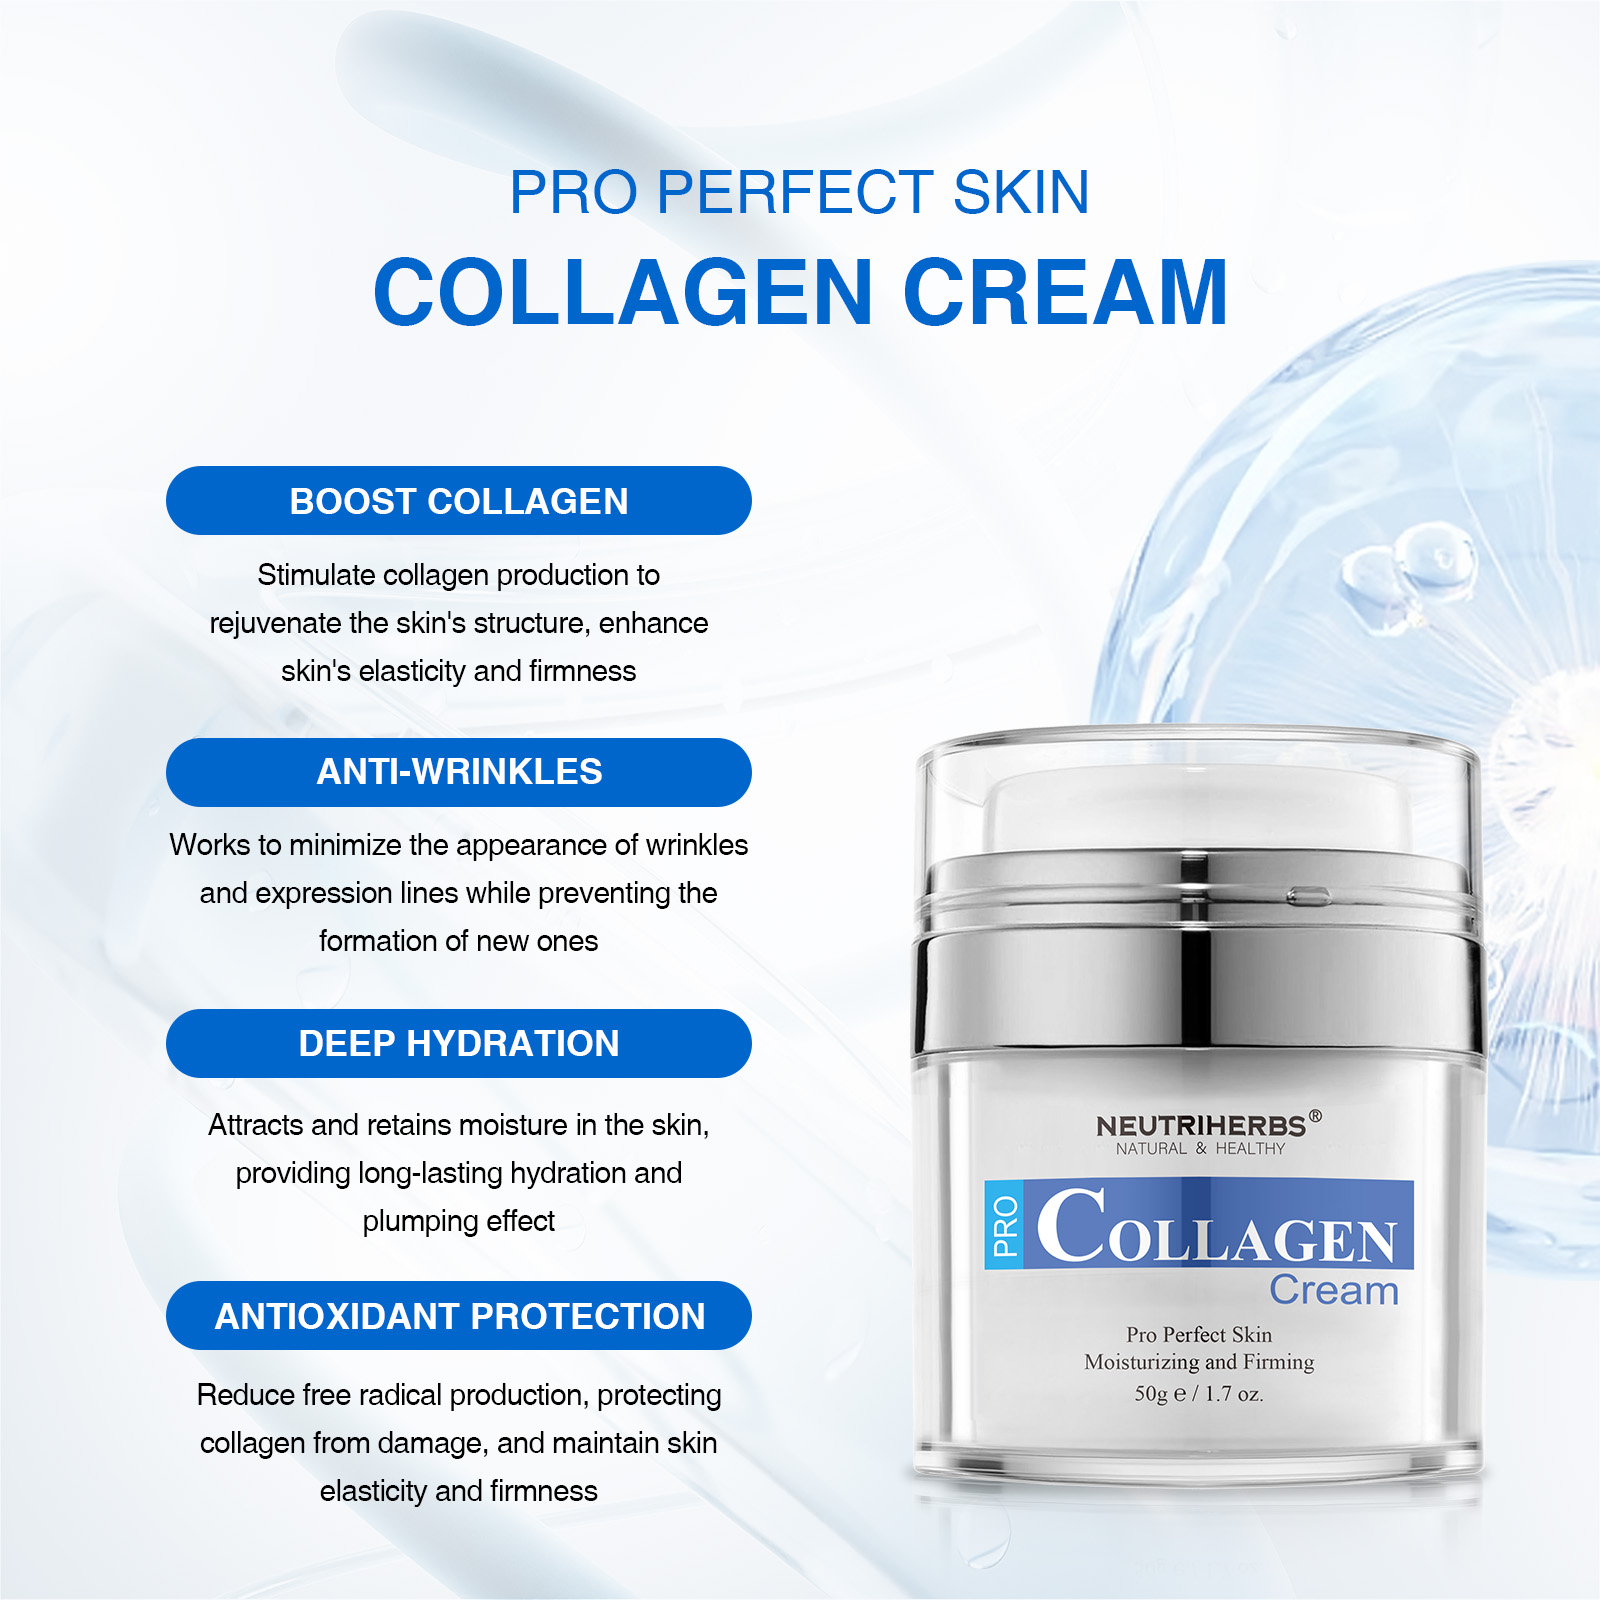 PRO PERFECT SKIN
COLLAGEN CREAM
BOOST COLLAGEN
Stimulate collagen production to
rejuvenate the skin's structure, enhance
skin's elasticity and firmness
ANTI-WRINKLES
Works to minimize the appearance of wrinkles
and expression lines while preventing the
formation of new ones
DEEP HYDRATION
Attracts and retains moisture in the skin,
providing long-lasting hydration and
plumping effect
ANTIOXIDANT PROTECTION
Reduce free radical production, protecting
collagen from damage, and maintain skin
elasticity and firmness
NEUTRIHERBS®
NATURAL & HEALTHY
PRO
COLLAGEN
Cream
Pro Perfect Skin
Moisturizing and Firming
50g ℮ / 1.7 oz.